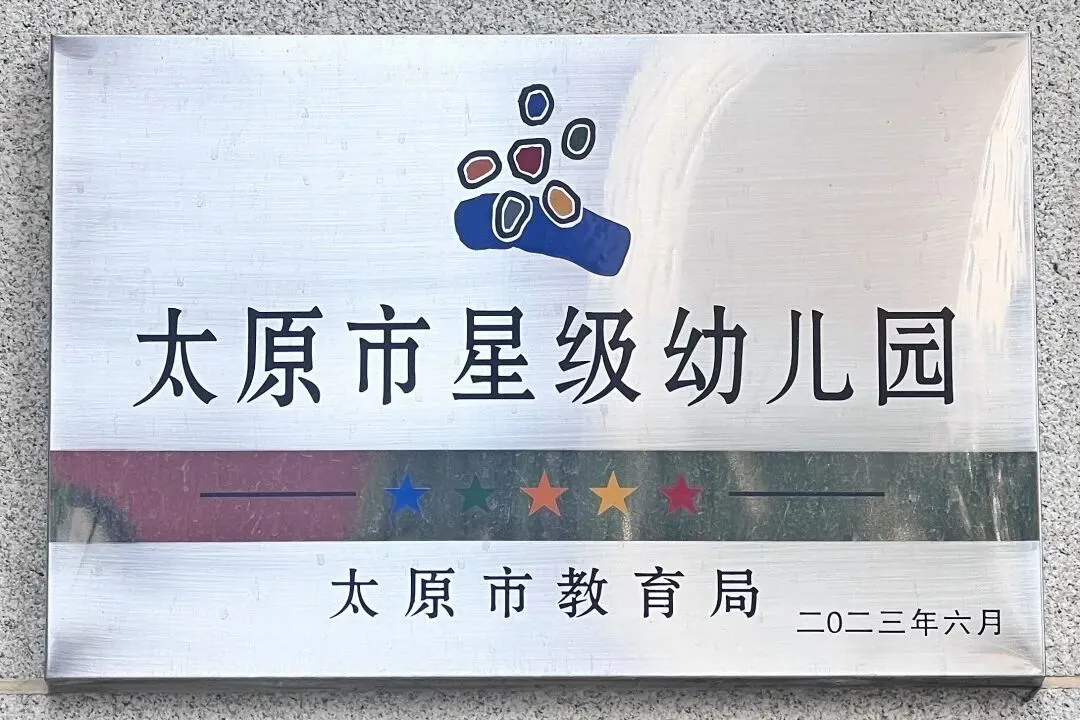 太原市星级幼儿园
太原市教育局
二0二三年六月